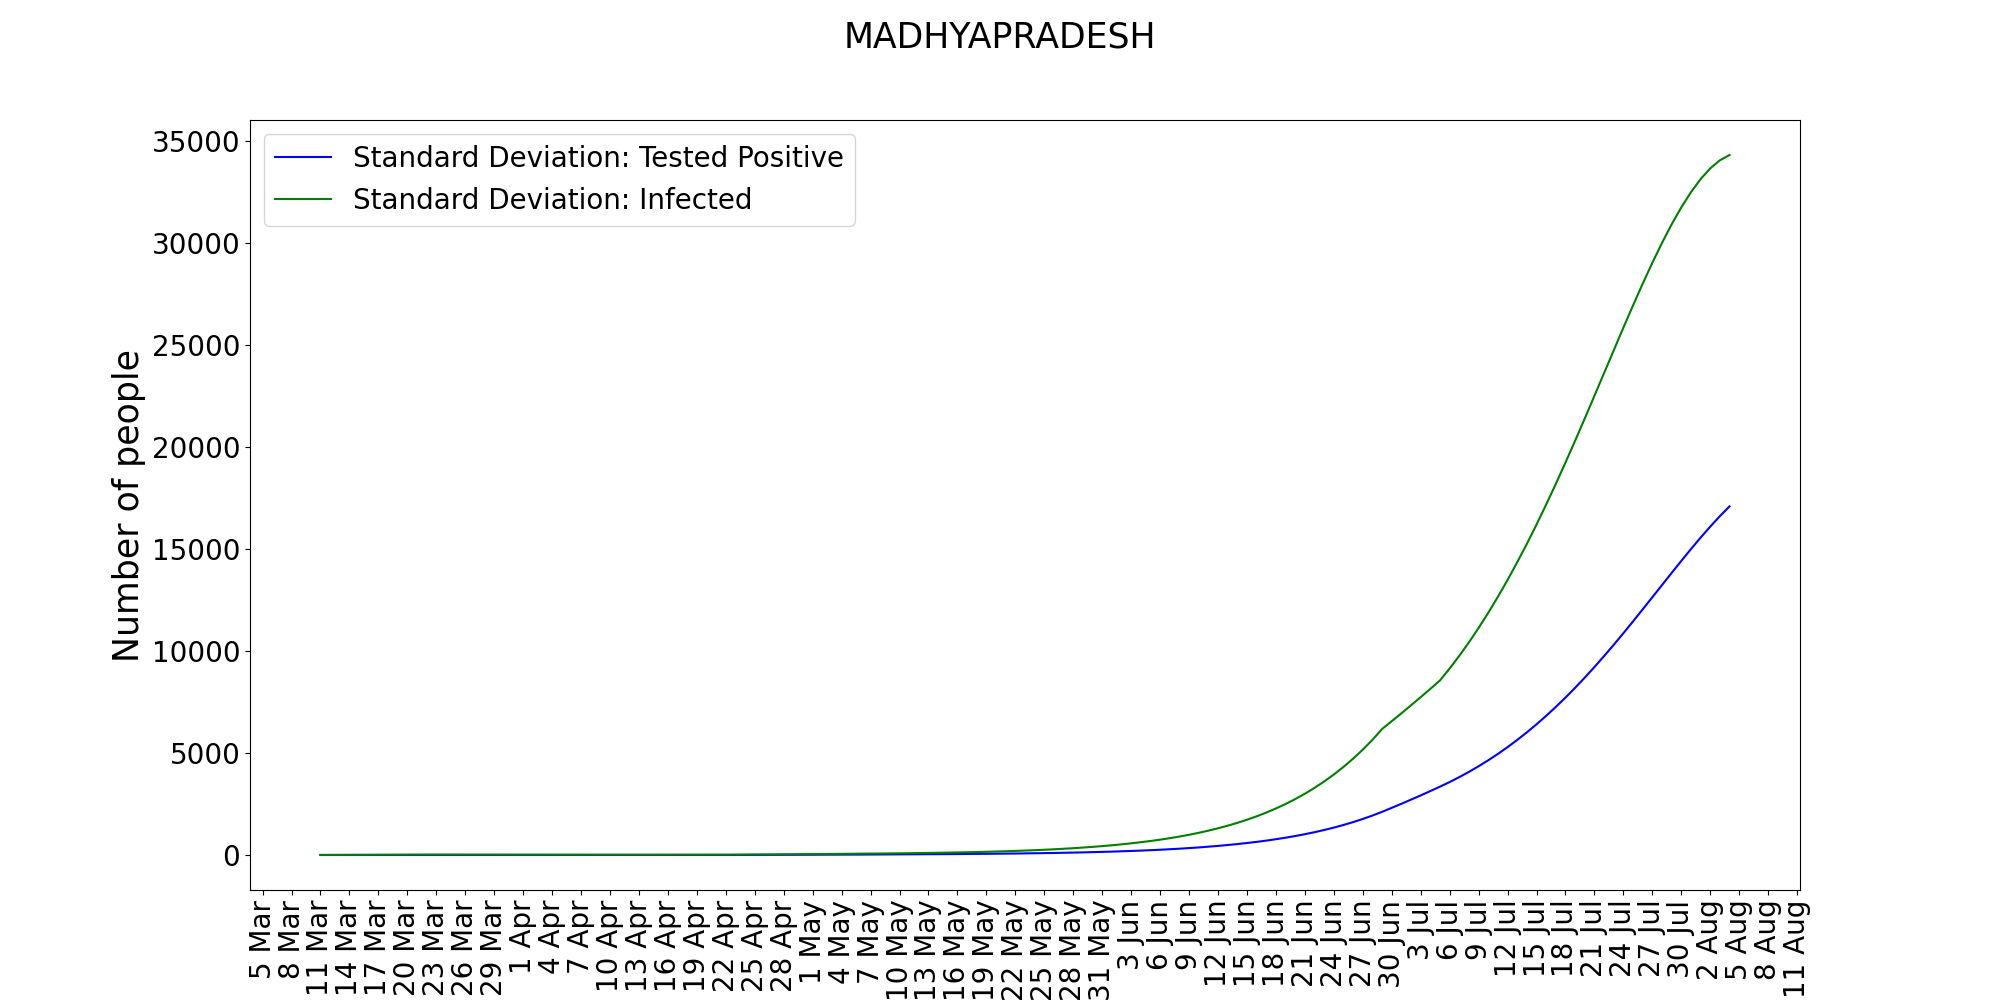 MADHYAPRADESH
35000
30000
25000
20000
15000
10000
5000
0
Number of people
Standard Deviation: Tested Positive
Standard Deviation: Infected
5 Mar
8 Mar
11 Mar
14 Mar
17 Mar
20 Mar
23 Mar
26 Mar
29 Mar
1 Apr
4 Apr
7 Apr
10 Apr
13 Apr
16 Apr
19 Apr
22 Apr
25 Apr
28 Apr
1 May
4 May
7 May
10 May
13 May
16 May
19 May
22 May
25 May
28 May
31 May
3 Jun
6 Jun
9 Jun
12 Jun
15 Jun
18 Jun
21 Jun
24 Jun
27 Jun
30 Jun
3 Jul
6 Jul
9 Jul
12 Jul
15 Jul
18 Jul
21 Jul
24 Jul
27 Jul
30 Jul
2 Aug
5 Aug
8 Aug
11 Aug